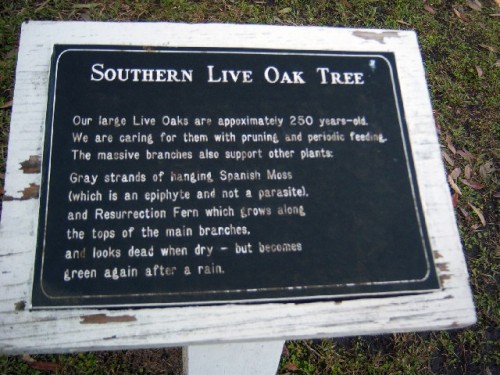 Southern Live Oak Tree
Our large Live Oaks are appoximately 250 years-old.
We are caring for them with pruning and periodic feeding.
The massive branches also support other plants:
Gray strands of hanging Spanish Moss
(which is an epiphyte and not a parasite),
and Resurrection Fern which grows along
the tops of the main branches,
and looks dead when dry - but becomes
green again after a rain.